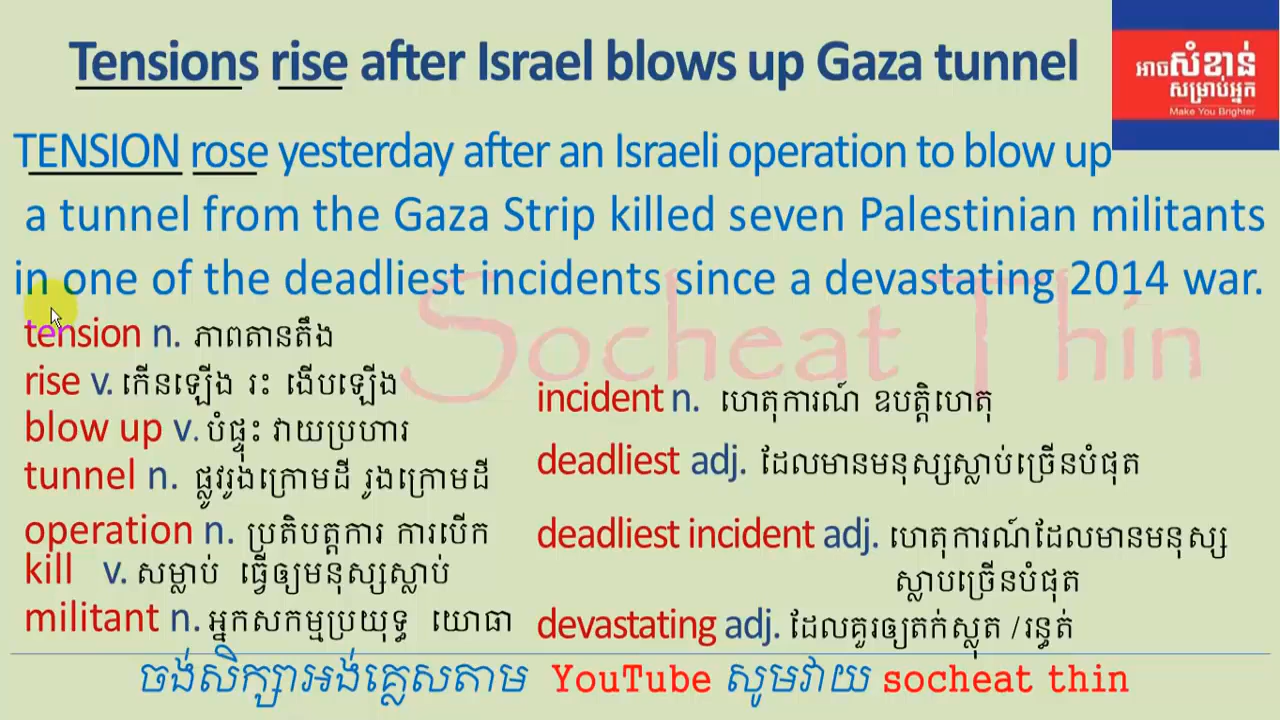 Tensions rise after Israel blows up Gaza tunnel
អាចសំខាន់
សម្រាប់អ្នក
Make You Brighter
TENSION rose yesterday after an Israeli operation to blow up
a tunnel from the Gaza Strip killed seven Palestinian militants
in one of the deadliest incidents since a devastating 2014 war.
Socheat Thin
tension n. ភាពតានតឹង
rise v. កើនឡើង រះ ងើបឡើង
blow up v. បំផ្ទុះ វាយប្រហារ
tunnel n. ផ្លូវរូងក្រោមដី រូងក្រោមដី
operation n. ប្រតិបត្តការ ការបើក
kill v. សម្លាប់ ធ្វើឲ្យមនុស្សស្លាប់
militant n. អ្នកសកម្មប្រយុទ្ធ យោធា
incident n. ហេតុការណ៍ ឧបត្តិហេតុ
deadliest adj. ដែលមានមនុស្សស្លាប់ច្រើនបំផុត
deadliest incident adj. ហេតុការណ៍ដែលមានមនុស្ស
ស្លាបច្រើនបំផុត
devastating adj. ដែលគួរឲ្យតក់ស្លុត /រន្ធត់
ចង់សិក្សាអង់គ្លេសតាម YouTube សូមវាយ socheat thin